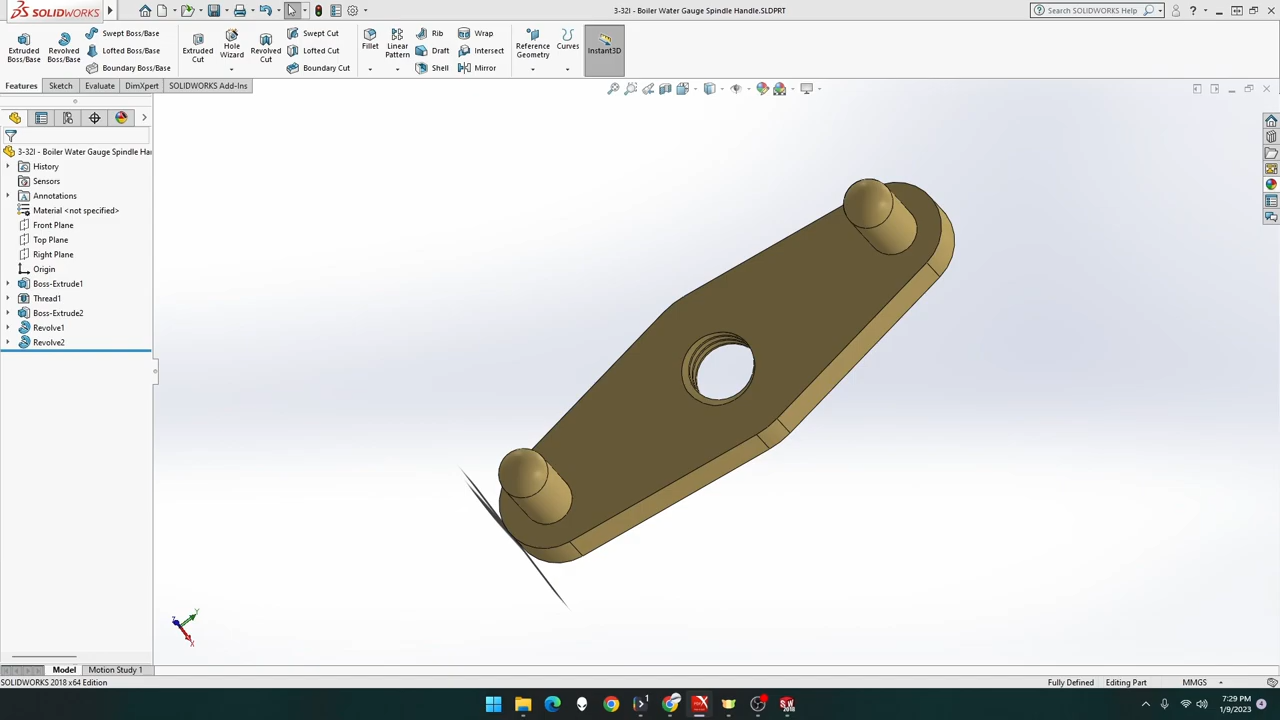 SOLIDWORKS
3-32I - Boiler Water Gauge Spindle Handle.SLDPRT
Search SOLIDWORKS Help
Extruded Boss/Base
Revolved Boss/Base
Swept Boss/Base
Lofted Boss/Base
Boundary Boss/Base
Extruded Cut
Hole Wizard
Revolved Cut
Swept Cut
Lofted Cut
Boundary Cut
Fillet
Linear Pattern
Rib
Draft
Shell
Wrap
Intersect
Mirror
Reference Geometry
Curves
Instant3D
Features
Sketch
Evaluate
DimXpert
SOLIDWORKS Add-Ins
3-32I - Boiler Water Gauge Spindle Han
History
Sensors
Annotations
Material <not specified>
Front Plane
Top Plane
Right Plane
Origin
Boss-Extrude1
Thread1
Boss-Extrude2
Revolve1
Revolve2
Y
Z
X
Model
Motion Study 1
SOLIDWORKS 2018 x64 Edition
Fully Defined
Editing Part
MMGS
7:29 PM
1/9/2023